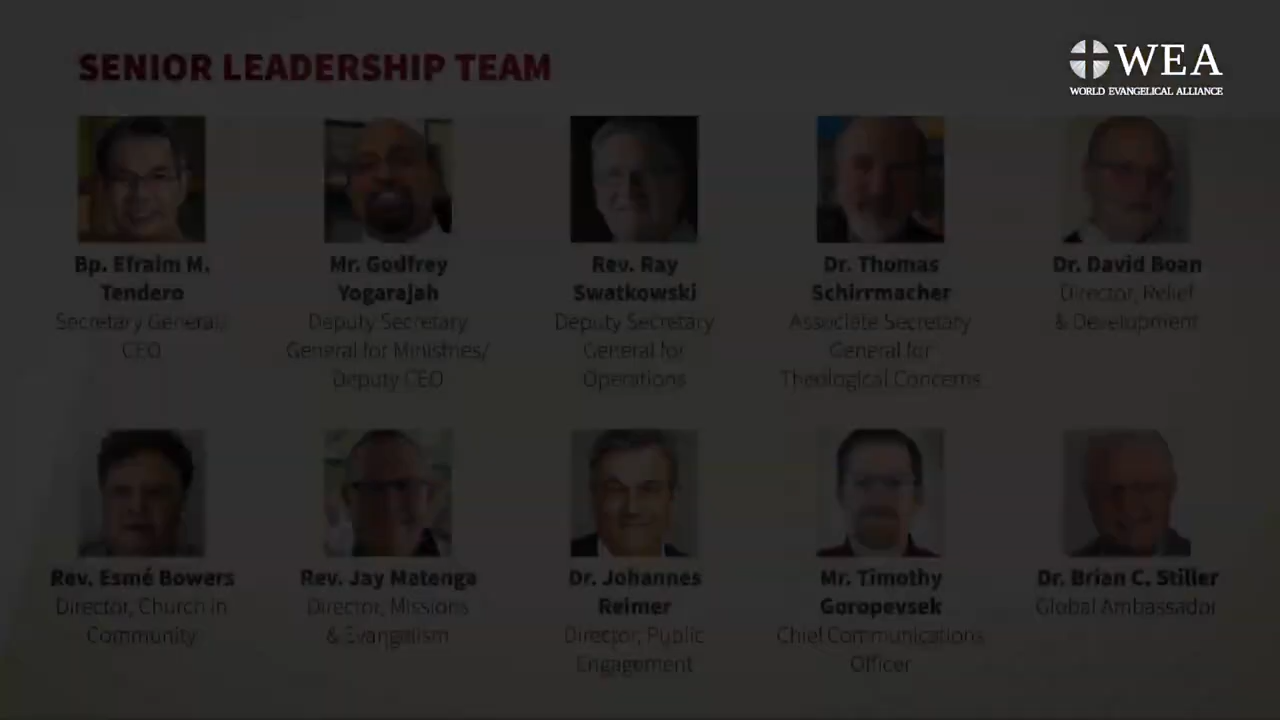 SENIOR LEADERSHIP TEAM
WEA
WORLD EVANGELICAL ALLIANCE
Bp. Efraim M.
Tendero
Secretary General/
CEO
Mr. Godfrey
Yogarajah
Deputy Secretary
General for Ministries/
Deputy CEO
Rev. Ray
Swatkowski
Deputy Secretary
General for
Operations
Dr. Thomas
Schirrmacher
Associate Secretary
General for
Theological Concerns
Dr. David Boan
Director, Relief
& Development
Rev. Esmé Bowers
Director, Church in
Community
Rev. Jay Matenga
Director, Missions
& Evangelism
Dr. Johannes
Reimer
Director, Public
Engagement
Mr. Timothy
Goropevsek
Chief Communications
Officer
Dr. Brian C. Stiller
Global Ambassador